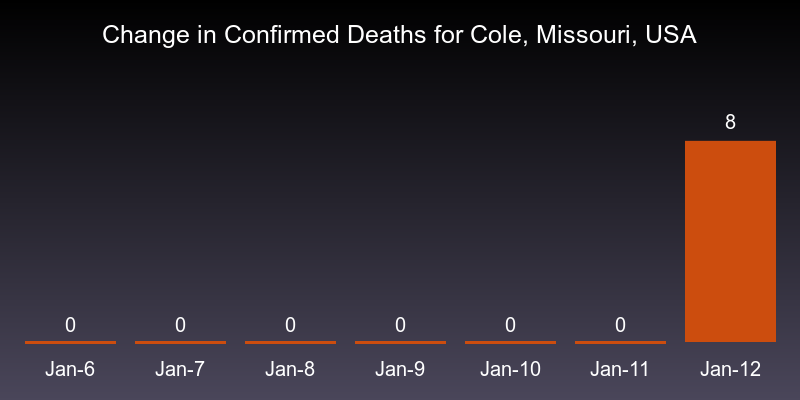 Change in Confirmed Deaths for Cole, Missouri, USA
8
0 0 0 0 0 0
Jan-6 Jan-7 Jan-8 Jan-9 Jan-10 Jan-11 Jan-12